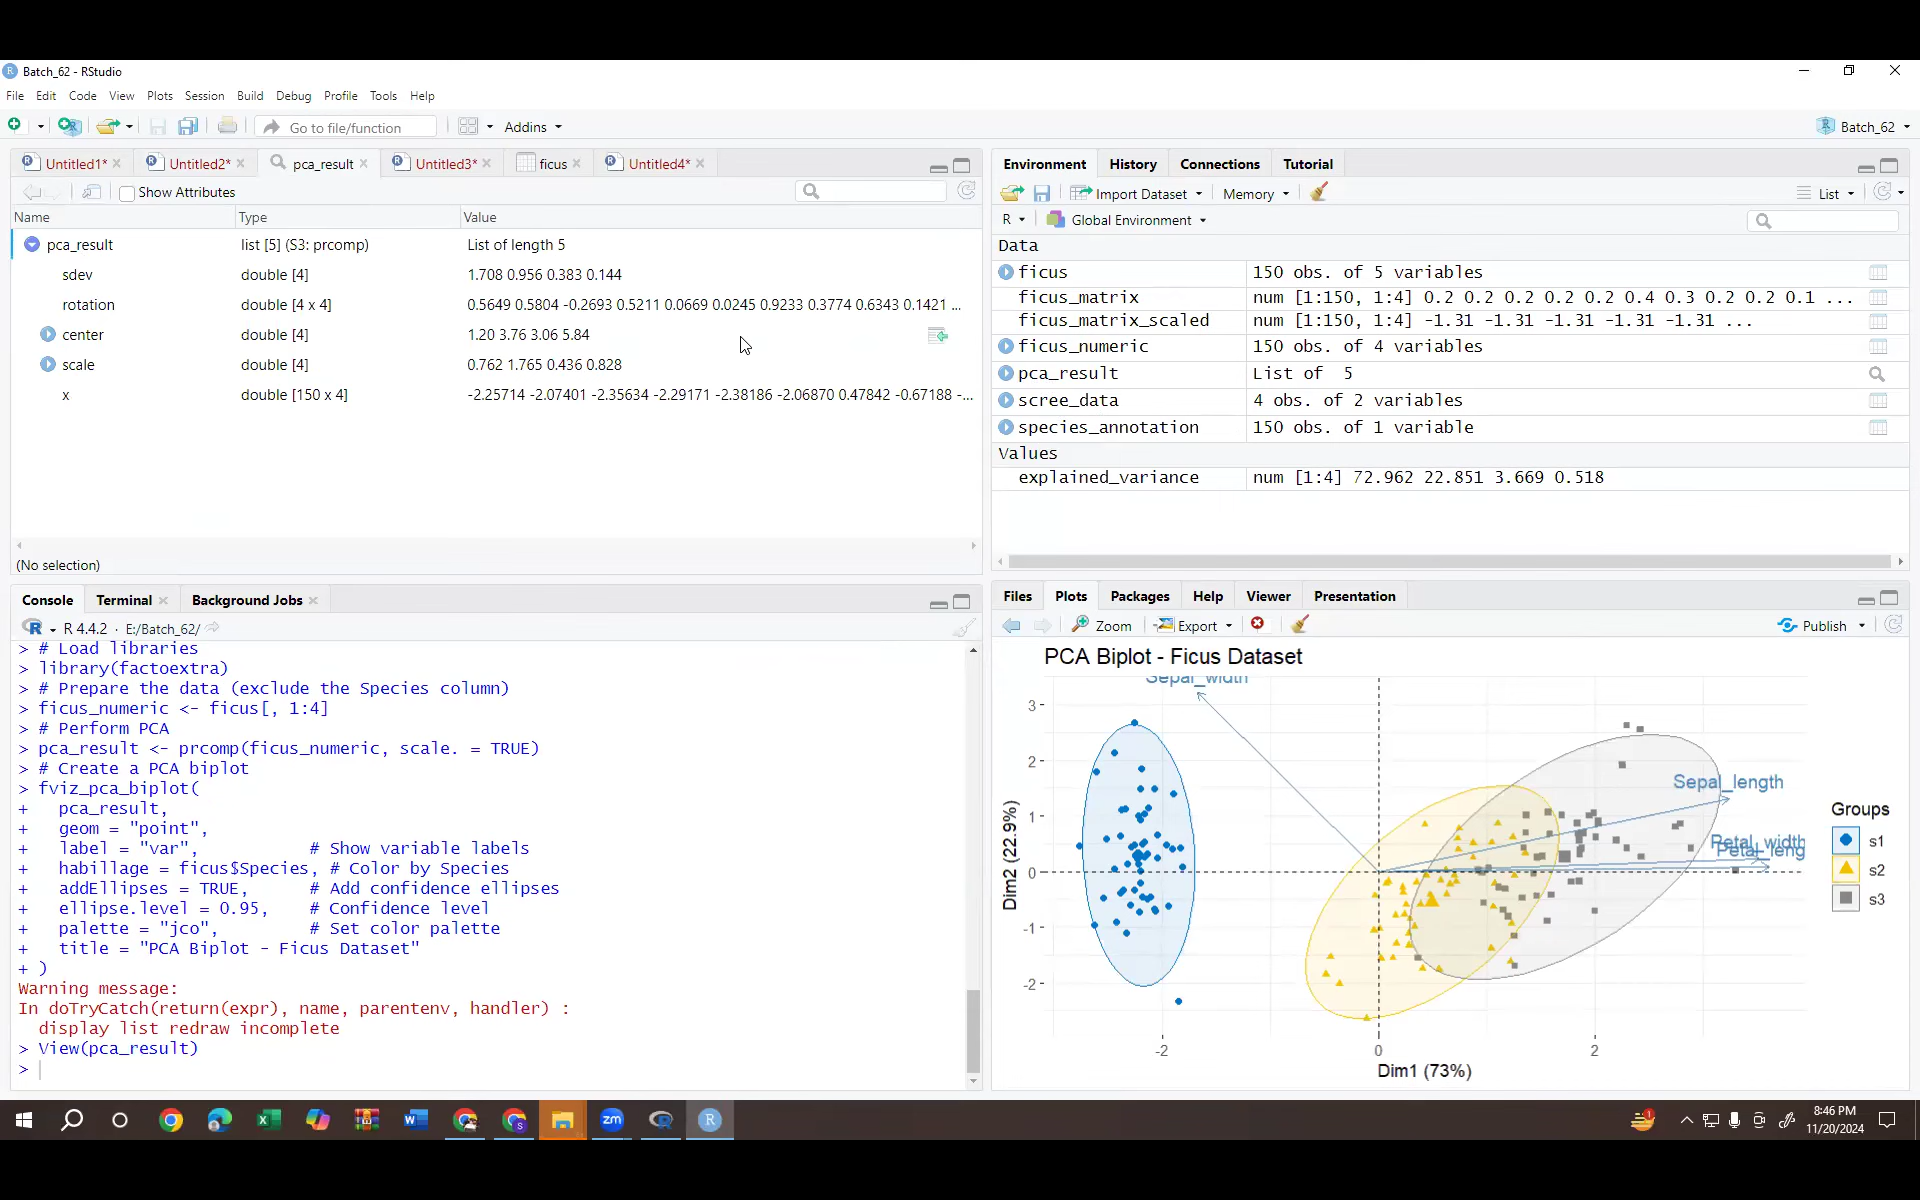 Batch_62 - RStudio
File Edit Code View Plots Session Build Debug Profile Tools Help
Go to file/function Addins Batch_62
Untitled1* Untitled2* pca_result Untitled3* ficus Untitled4*
Show Attributes
Name Type Value
pca_result list [5] (S3: prcomp) List of length 5
sdev double [4] 1.708 0.956 0.383 0.144
rotation double [4 x 4] 0.5649 0.5804 -0.2693 0.5211 0.0669 0.0245 0.9233 0.3774 0.6343 0.1421 ...
center double [4] 1.20 3.76 3.06 5.84
scale double [4] 0.762 1.765 0.436 0.828
x double [150 x 4] -2.25714 -2.07401 -2.35634 -2.29171 -2.38186 -2.06870 0.47842 -0.67188 -...
(No selection)
Environment History Connections Tutorial
Import Dataset Memory List
R Global Environment
Data
ficus 150 obs. of 5 variables
ficus_matrix num [1:150, 1:4] 0.2 0.2 0.2 0.2 0.2 0.4 0.3 0.2 0.2 0.1 ...
ficus_matrix_scaled num [1:150, 1:4] -1.31 -1.31 -1.31 -1.31 -1.31 ...
ficus_numeric 150 obs. of 4 variables
pca_result List of 5
scree_data 4 obs. of 2 variables
species_annotation 150 obs. of 1 variable
Values
explained_variance num [1:4] 72.962 22.851 3.669 0.518
Console Terminal Background Jobs
R 4.4.2 · E:/Batch_62/
> # Load libraries
> library(factoextra)
> # Prepare the data (exclude the Species column)
> ficus_numeric <- ficus[, 1:4]
> # Perform PCA
> pca_result <- prcomp(ficus_numeric, scale. = TRUE)
> # Create a PCA biplot
> fviz_pca_biplot(
+ pca_result,
+ geom = "point",
+ label = "var", # Show variable labels
+ habillage = ficus$Species, # Color by Species
+ addEllipses = TRUE, # Add confidence ellipses
+ ellipse.level = 0.95, # Confidence level
+ palette = "jco", # Set color palette
+ title = "PCA Biplot - Ficus Dataset"
+ )
Warning message:
In doTryCatch(return(expr), name, parentenv, handler) :
display list redraw incomplete
> View(pca_result)
>
Files Plots Packages Help Viewer Presentation
Zoom Export Publish
PCA Biplot - Ficus Dataset
Sepal_width
Sepal_length
Petal_width
Petal_leng
3
2
1
0
-1
-2
Dim2 (22.9%)
-2 0 2
Dim1 (73%)
Groups
s1
s2
s3
zm
8:46 PM
11/20/2024